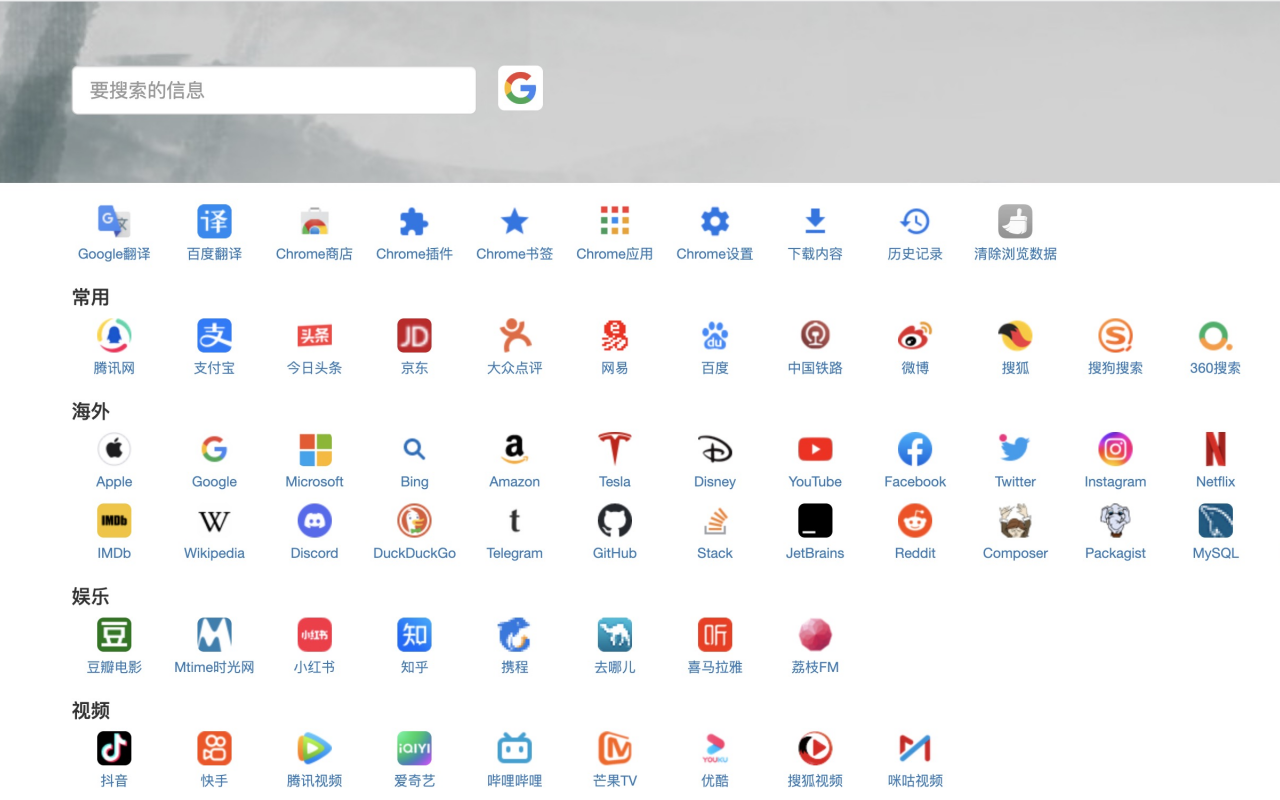 要搜索的信息
Google翻译 百度翻译 Chrome商店 Chrome插件 Chrome书签 Chrome应用 Chrome设置 下载内容 历史记录 清除浏览数据
常用
腾讯网 支付宝 今日头条 京东 大众点评 网易 百度 中国铁路 微博 搜狐 搜狗搜索 360搜索
海外
Apple Google Microsoft Bing Amazon Tesla Disney YouTube Facebook Twitter Instagram Netflix
IMDb Wikipedia Discord DuckDuckGo Telegram GitHub Stack JetBrains Reddit Composer Packagist MySQL
娱乐
豆瓣电影 Mtime时光网 小红书 知乎 携程 去哪儿 喜马拉雅 荔枝FM
视频
抖音 快手 腾讯视频 爱奇艺 哔哩哔哩 芒果TV 优酷 搜狐视频 咪咕视频